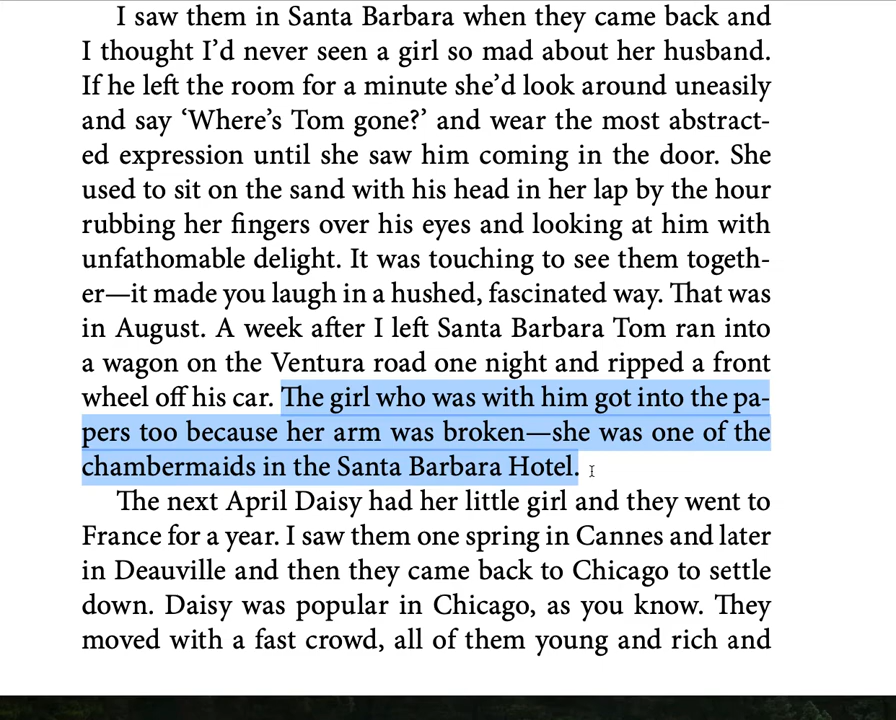 I saw them in Santa Barbara when they came back and
I thought I’d never seen a girl so mad about her husband.
If he left the room for a minute she’d look around uneasily
and say ‘Where’s Tom gone?’ and wear the most abstract-
ed expression until she saw him coming in the door. She
used to sit on the sand with his head in her lap by the hour
rubbing her fingers over his eyes and looking at him with
unfathomable delight. It was touching to see them togeth-
er—it made you laugh in a hushed, fascinated way. That was
in August. A week after I left Santa Barbara Tom ran into
a wagon on the Ventura road one night and ripped a front
wheel off his car. The girl who was with him got into the pa-
pers too because her arm was broken—she was one of the
chambermaids in the Santa Barbara Hotel.
The next April Daisy had her little girl and they went to
France for a year. I saw them one spring in Cannes and later
in Deauville and then they came back to Chicago to settle
down. Daisy was popular in Chicago, as you know. They
moved with a fast crowd, all of them young and rich and